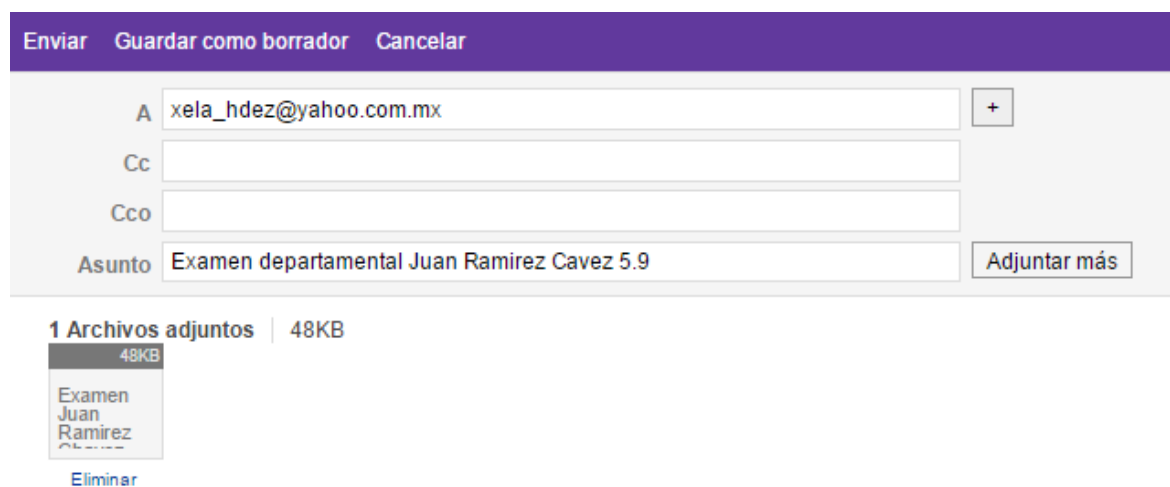 Enviar Guardar como borrador Cancelar
A xela_hdez@yahoo.com.mx +
Cc
Cco
Asunto Examen departamental Juan Ramirez Cavez 5.9 Adjuntar más
1 Archivos adjuntos 48KB
48KB
Examen
Juan
Ramirez
Eliminar